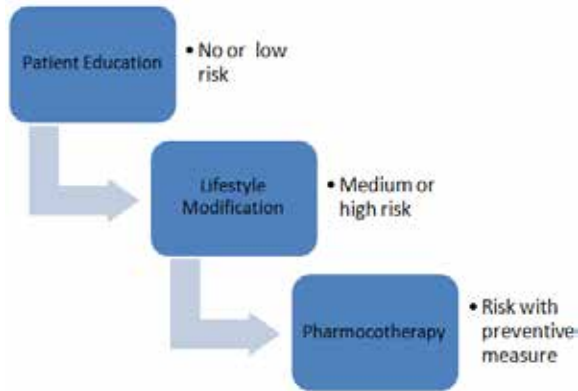 Patient Education
• No or low
risk
Lifestyle
Modification
• Medium or
high risk
Pharmocotherapy
• Risk with
preventive
measure